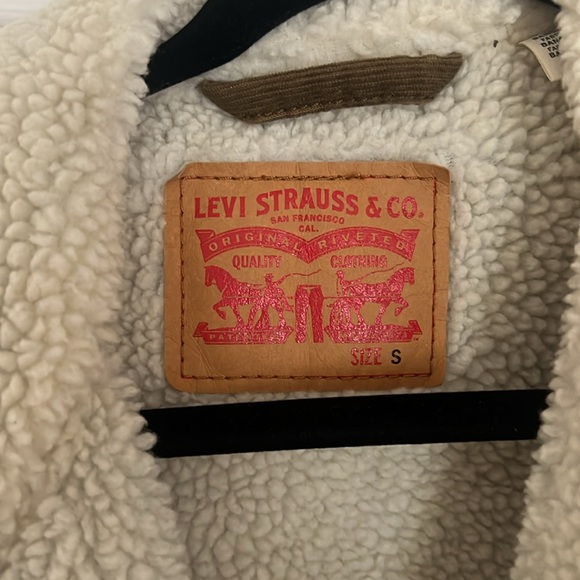 LEVI STRAUSS & CO.
SAN FRANCISCO
CAL.
ORIGINAL RIVETED
QUALITY CLOTHING
SIZE S